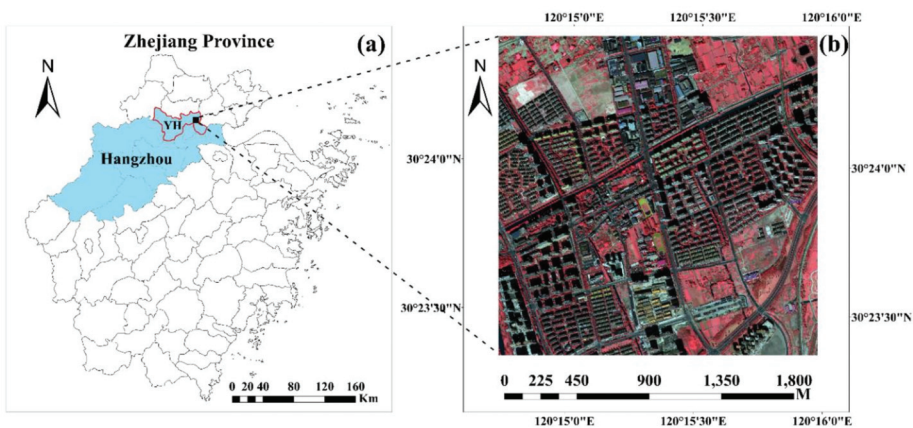 Zhejiang Province
(a)
N
YH
Hangzhou
0 20 40 80 120 160
Km
120°15'0"E 120°15'30"E 120°16'0"E
(b)
N
30°24'0"N
30°24'0"N
30°23'30"N
30°23'30"N
0 225 450 900 1,350 1,800
M
120°15'0"E 120°15'30"E 120°16'0"E